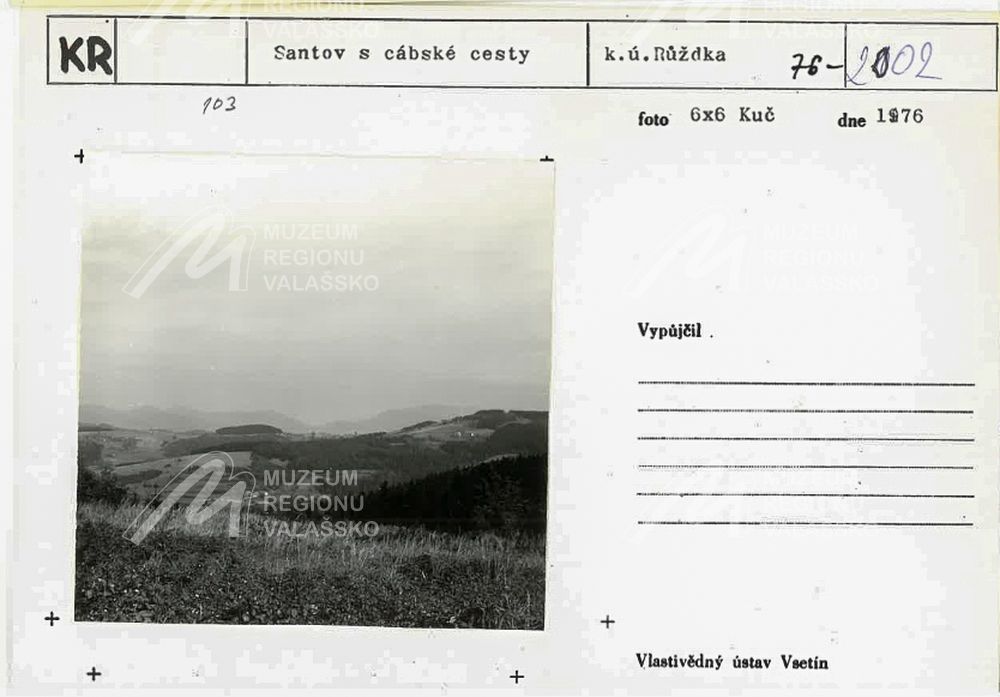 KR
Santov s cábské cesty
k.ú.Růždka
76-2102
103
foto 6x6 Kuč
dne 1976
MUZEUM
REGIONU
VALAŠSKO
MUZEUM
REGIONU
VALAŠSKO
Vypůjčil .
MUZEUM
REGIONU
VALAŠSKO
Vlastivědný ústav Vsetín